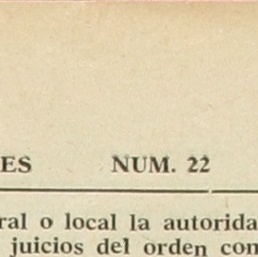 ES NUM. 22
ral o local la autorida
juicios del orden con